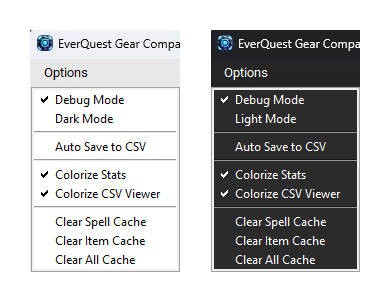 EverQuest Gear Compa
Options
Debug Mode
Dark Mode
Auto Save to CSV
Colorize Stats
Colorize CSV Viewer
Clear Spell Cache
Clear Item Cache
Clear All Cache
EverQuest Gear Compa
Options
Debug Mode
Light Mode
Auto Save to CSV
Colorize Stats
Colorize CSV Viewer
Clear Spell Cache
Clear Item Cache
Clear All Cache